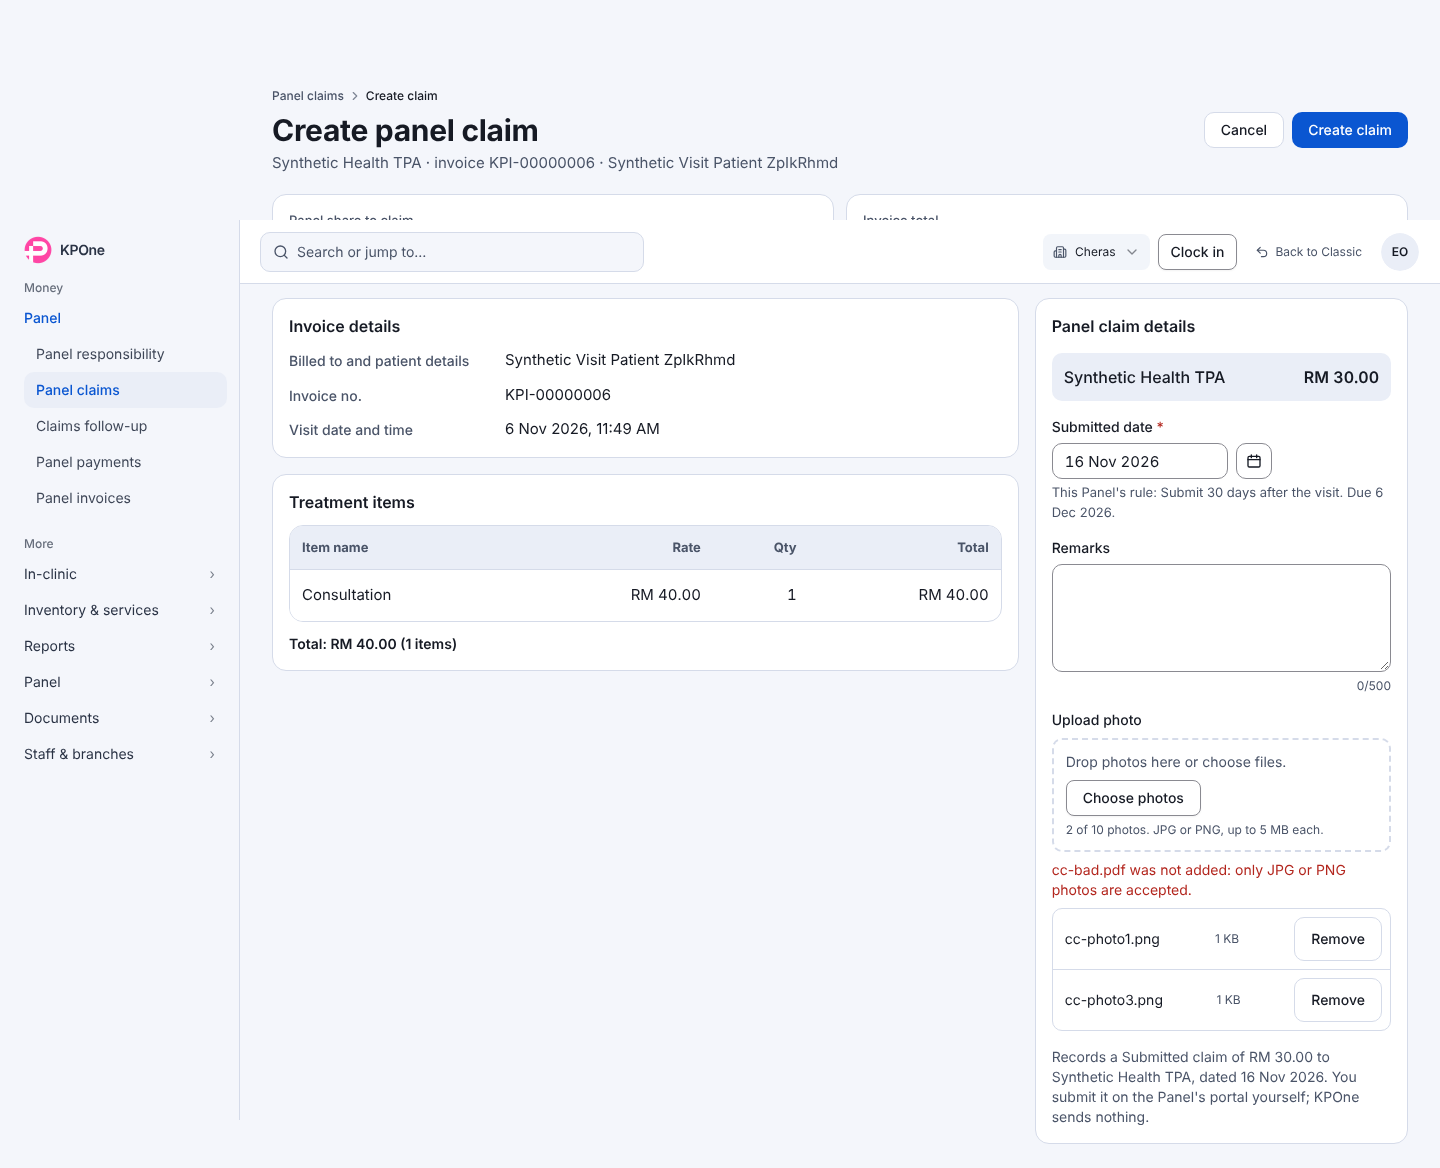 Panel claims > Create claim
Create panel claim
Cancel
Create claim
Synthetic Health TPA · invoice KPI-00000006 · Synthetic Visit Patient ZpIkRhmd
Panel share to claim
Invoice total
KPOne
Search or jump to...
Cheras
Clock in
Back to Classic
EO
Money
Panel
Panel responsibility
Panel claims
Claims follow-up
Panel payments
Panel invoices
More
In-clinic
Inventory & services
Reports
Panel
Documents
Staff & branches
Invoice details
Billed to and patient details
Synthetic Visit Patient ZpIkRhmd
Invoice no.
KPI-00000006
Visit date and time
6 Nov 2026, 11:49 AM
Treatment items
Item name Rate Qty Total
Consultation RM 40.00 1 RM 40.00
Total: RM 40.00 (1 items)
Panel claim details
Synthetic Health TPA RM 30.00
Submitted date *
16 Nov 2026
This Panel's rule: Submit 30 days after the visit. Due 6
Dec 2026.
Remarks
0/500
Upload photo
Drop photos here or choose files.
Choose photos
2 of 10 photos. JPG or PNG, up to 5 MB each.
cc-bad.pdf was not added: only JPG or PNG
photos are accepted.
cc-photo1.png 1 KB Remove
cc-photo3.png 1 KB Remove
Records a Submitted claim of RM 30.00 to
Synthetic Health TPA, dated 16 Nov 2026. You
submit it on the Panel's portal yourself; KPOne
sends nothing.